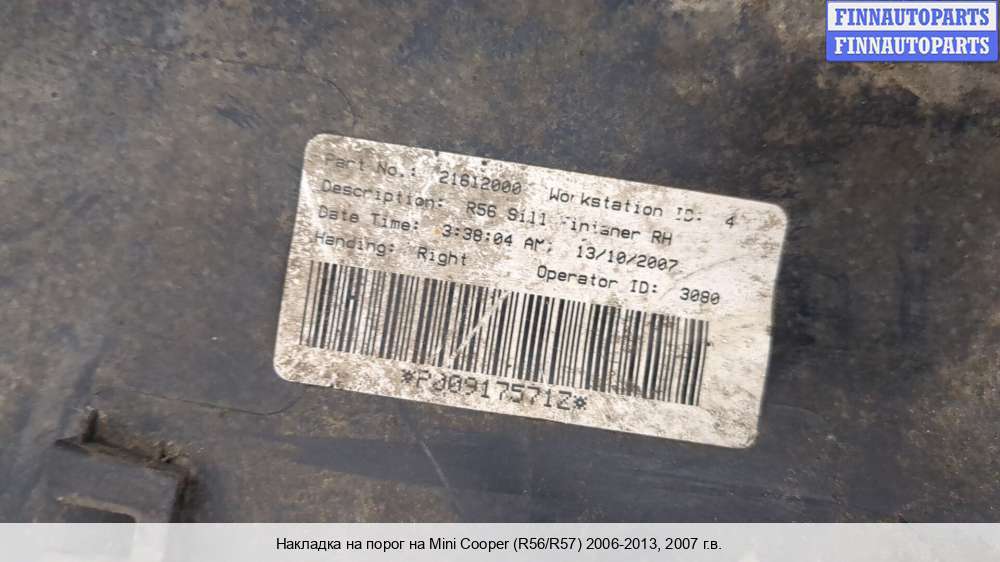 FINNAUTOPARTS
FINNAUTOPARTS
Part No.: 21612000 Workstation ID: 4
Description: R56 Sill Finisher RH
Date Time: 3:38:04 AM, 13/10/2007
Handing: Right Operator ID: 3080
*P00917571Z*
Накладка на порог на Mini Cooper (R56/R57) 2006-2013, 2007 г.в.